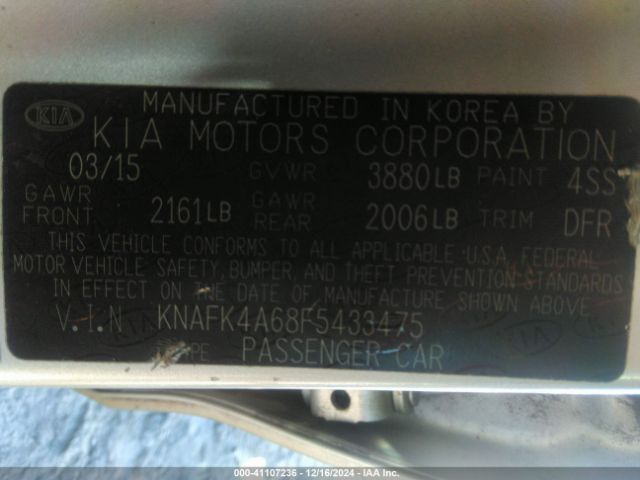 KIA
MANUFACTURED IN KOREA BY
KIA MOTORS CORPORATION
03/15 GVWR 3880LB PAINT 4SS
GAWR FRONT 2161LB GAWR REAR 2006LB TRIM DFR
THIS VEHICLE CONFORMS TO ALL APPLICABLE U.S.A. FEDERAL
MOTOR VEHICLE SAFETY, BUMPER, AND THEFT PREVENTION STANDARDS
IN EFFECT ON THE DATE OF MANUFACTURE SHOWN ABOVE
V.I.N KNAFK4A68F5433475
PASSENGER CAR
000-41107236 - 12/16/2024 - IAA Inc.